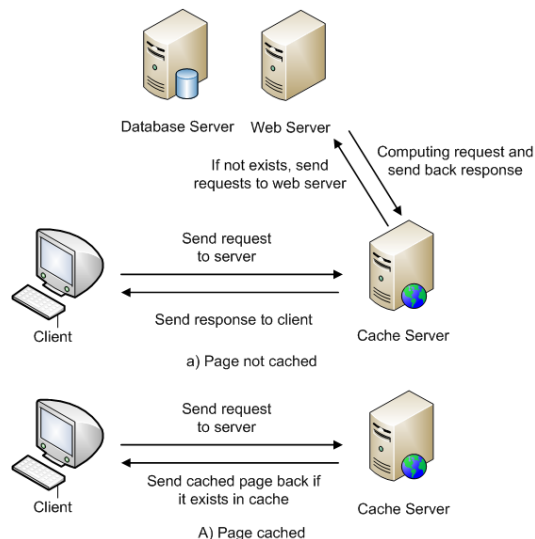 Database Server
Web Server
If not exists, send
requests to web server
Computing request and
send back response
Send request
to server
Send response to client
Client
Cache Server
a) Page not cached
Send request
to server
Send cached page back if
it exists in cache
Client
Cache Server
A) Page cached